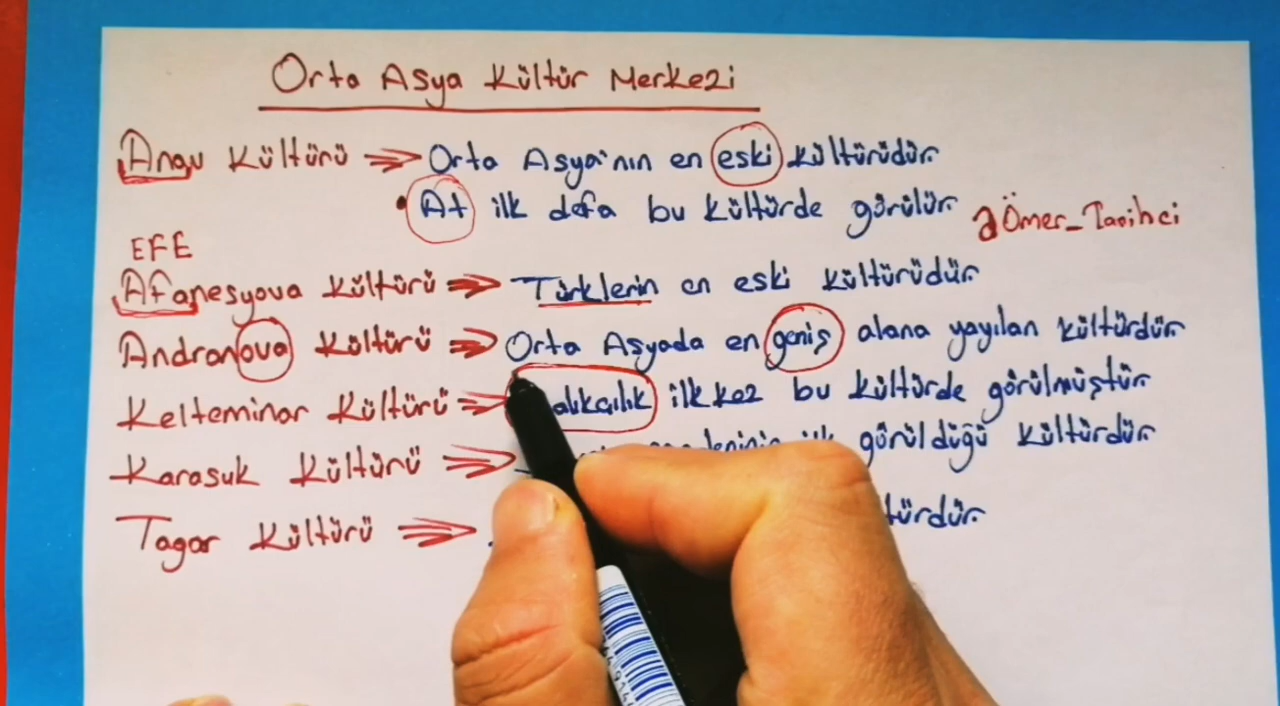 Orta Asya Kültür Merkezi
Anav Kültürü ⇒ Orta Asya'nın en eski kültürüdür.
• At ilk defa bu kültürde görülür.
@Ömer_Tarihci
EFE
Afanesyova Kültürü ⇒ Türklerin en eski kültürüdür.
Andronova Kültürü ⇒ Orta Asyada en geniş alana yayılan kültürdür.
Kelteminar Kültürü ⇒ alıkçılık ilk kez bu kültürde görülmüştür.
Karasuk Kültürü ⇒ ilk görüldüğü kültürdür.
Tagar Kültürü ⇒ türdür.